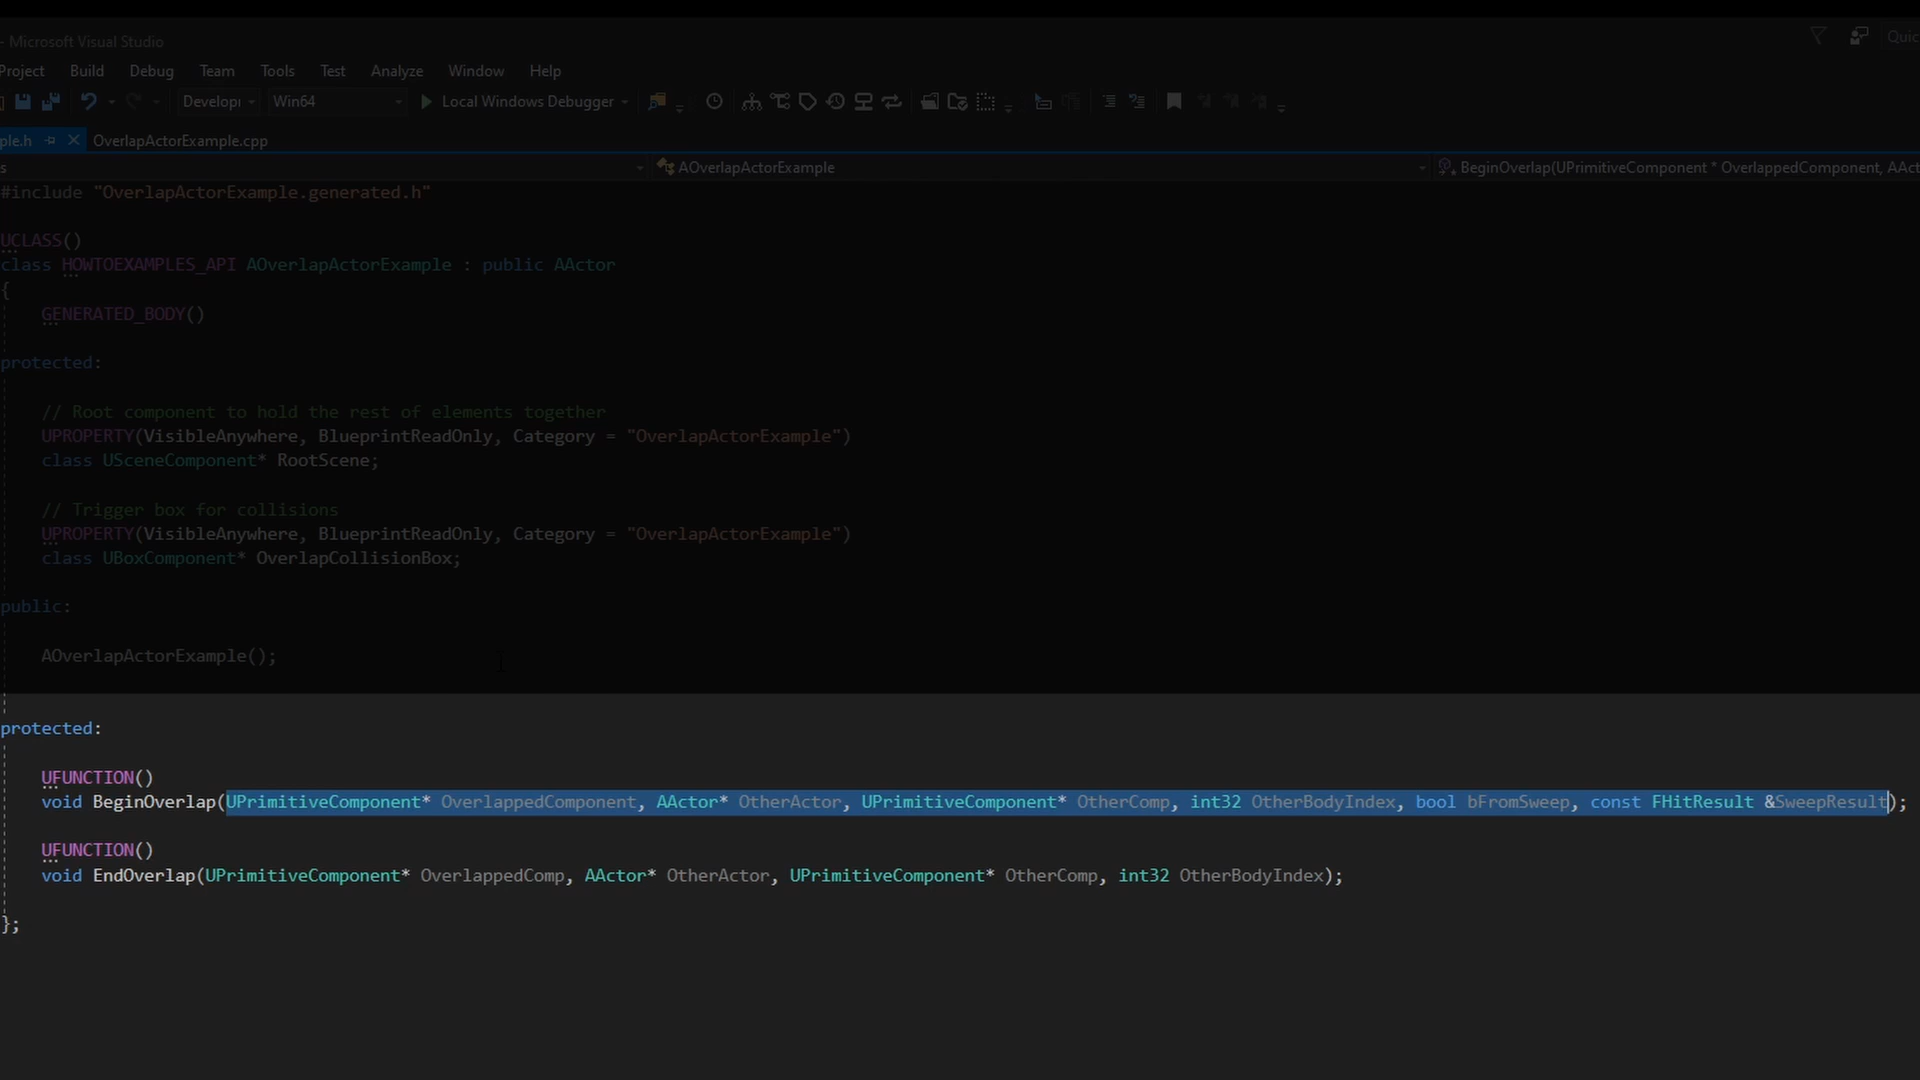 - Microsoft Visual Studio
Quic
Project Build Debug Team Tools Test Analyze Window Help
Developi Win64 Local Windows Debugger
ple.h OverlapActorExample.cpp
s AOverlapActorExample BeginOverlap(UPrimitiveComponent * OverlappedComponent, AAct
#include "OverlapActorExample.generated.h"
UCLASS()
class HOWTOEXAMPLES_API AOverlapActorExample : public AActor
{
GENERATED_BODY()
protected:
// Root component to hold the rest of elements together
UPROPERTY(VisibleAnywhere, BlueprintReadOnly, Category = "OverlapActorExample")
class USceneComponent* RootScene;
// Trigger box for collisions
UPROPERTY(VisibleAnywhere, BlueprintReadOnly, Category = "OverlapActorExample")
class UBoxComponent* OverlapCollisionBox;
public:
AOverlapActorExample();
protected:
UFUNCTION()
void BeginOverlap(UPrimitiveComponent* OverlappedComponent, AActor* OtherActor, UPrimitiveComponent* OtherComp, int32 OtherBodyIndex, bool bFromSweep, const FHitResult &SweepResult);
UFUNCTION()
void EndOverlap(UPrimitiveComponent* OverlappedComp, AActor* OtherActor, UPrimitiveComponent* OtherComp, int32 OtherBodyIndex);
};